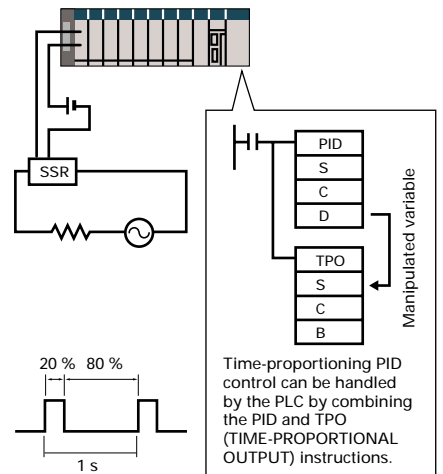 SSR
20 % 80 %
1 s
PID
S
C
D
TPO
S
C
B
Manipulated variable
Time-proportioning PID
control can be handled
by the PLC by combining
the PID and TPO
(TIME-PROPORTIONAL
OUTPUT) instructions.